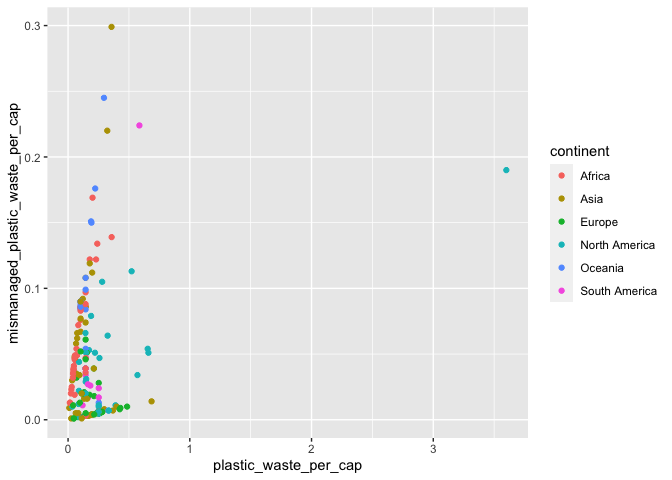 0.3
0.2
0.1
0.0
mismanaged_plastic_waste_per_cap
0
1
2
3
plastic_waste_per_cap
continent
Africa
Asia
Europe
North America
Oceania
South America